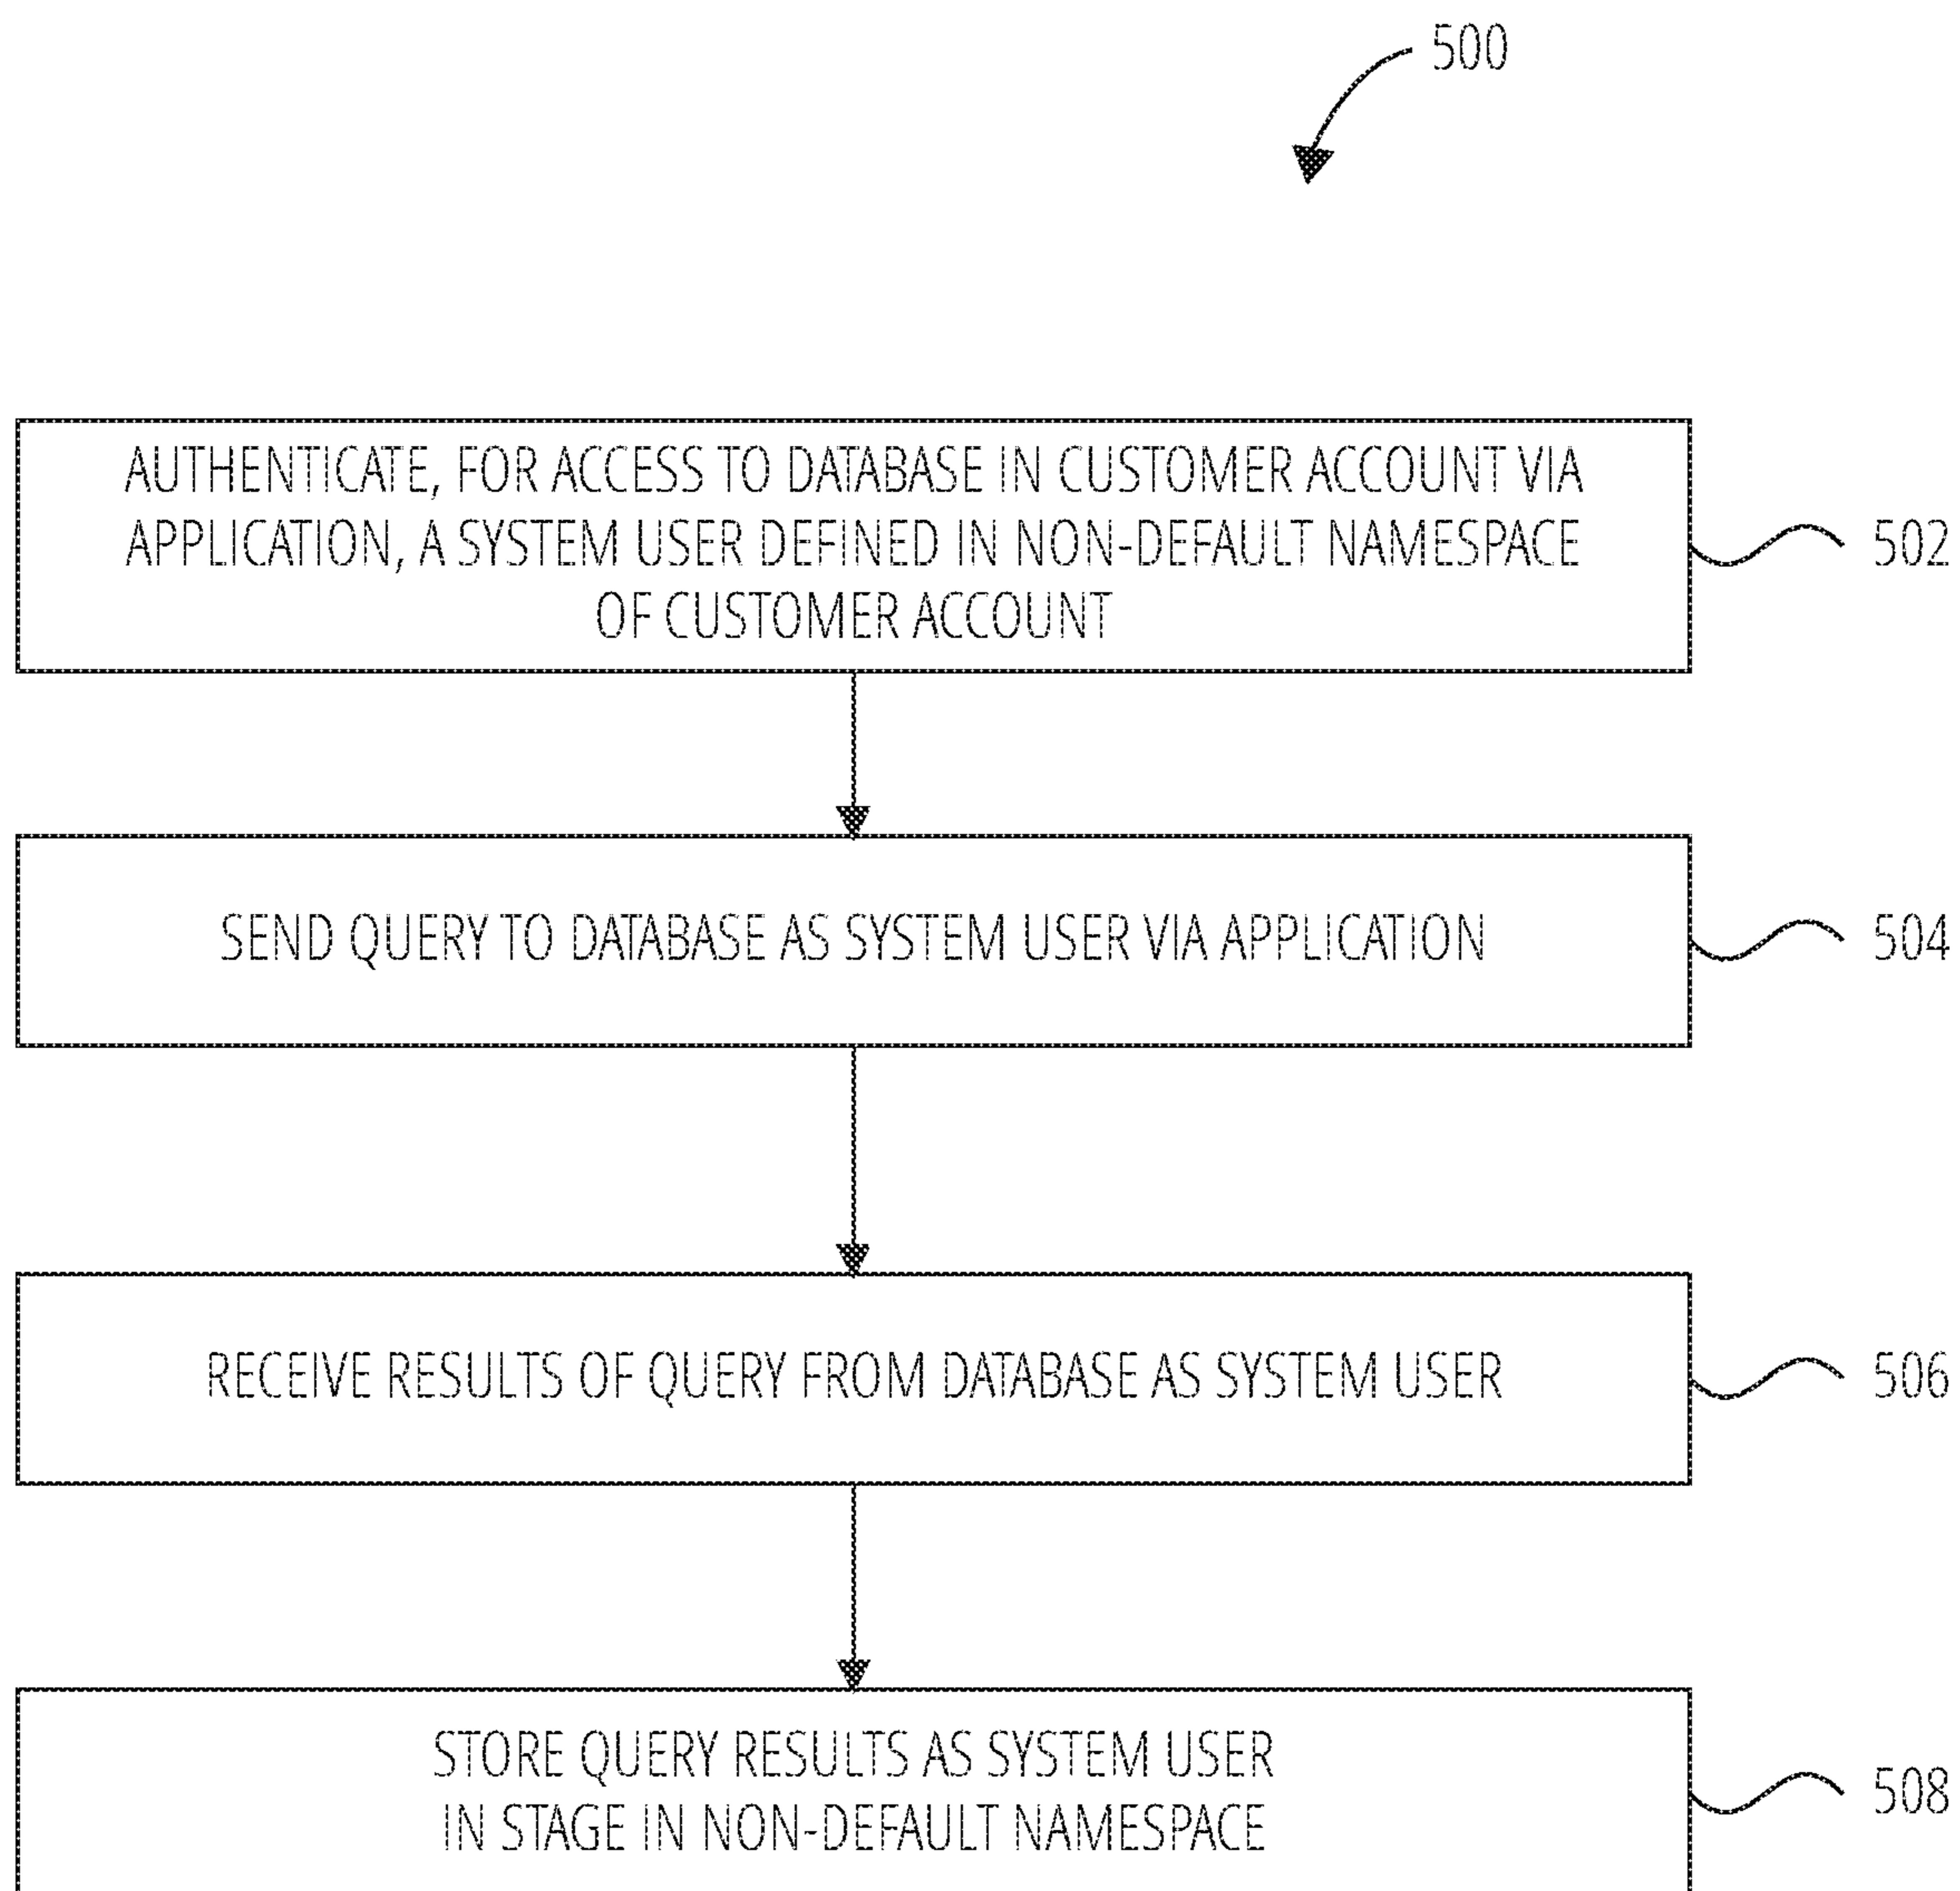 500
AUTHENTICATE, FOR ACCESS TO DATABASE IN CUSTOMER ACCOUNT VIA
APPLICATION, A SYSTEM USER DEFINED IN NON-DEFAULT NAMESPACE
OF CUSTOMER ACCOUNT
502
SEND QUERY TO DATABASE AS SYSTEM USER VIA APPLICATION
504
RECEIVE RESULTS OF QUERY FROM DATABASE AS SYSTEM USER
506
STORE QUERY RESULTS AS SYSTEM USER
IN STAGE IN NON-DEFAULT NAMESPACE
508